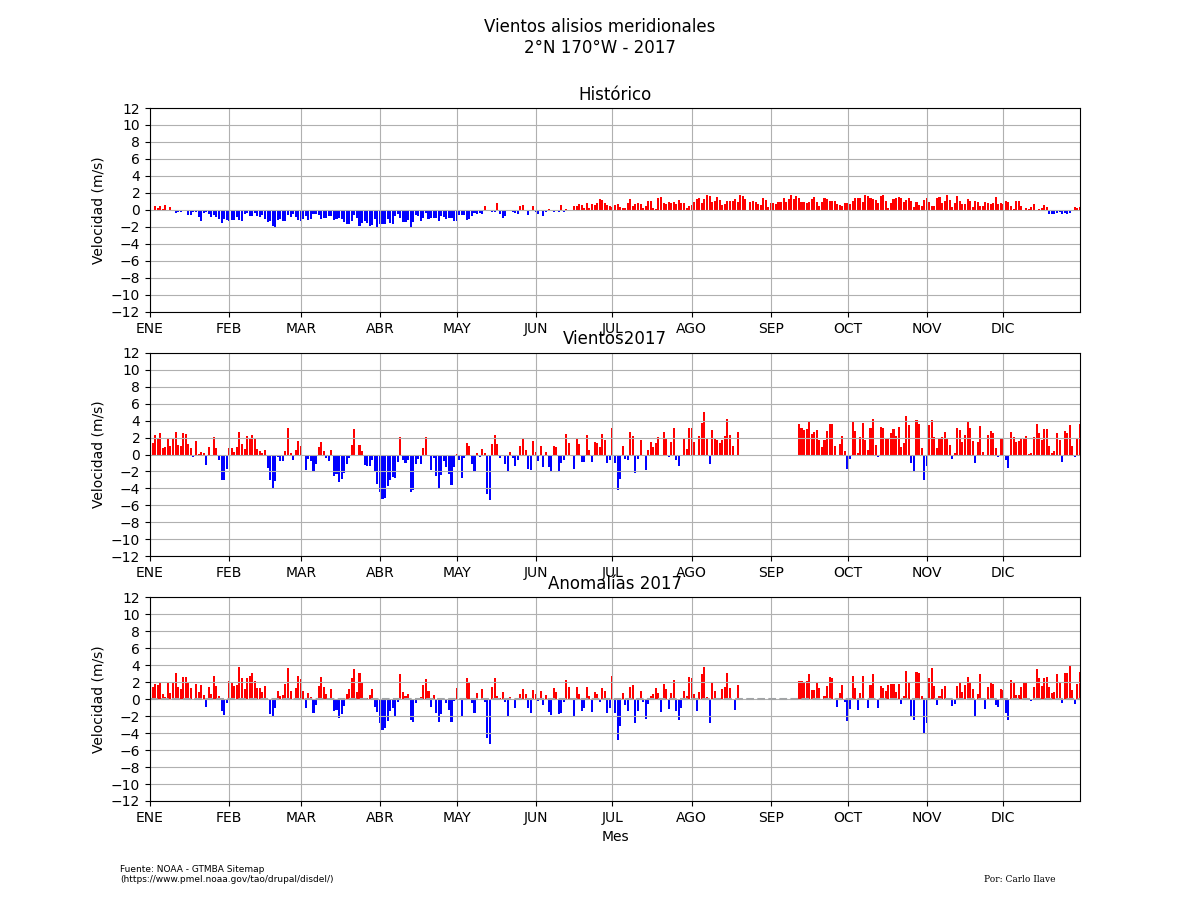 Vientos alisios meridionales
2°N 170°W - 2017
Histórico
12
10
8
6
4
2
0
−2
−4
−6
−8
−10
−12
Velocidad (m/s)
ENE FEB MAR ABR MAY JUN JUL AGO SEP OCT NOV DIC
Vientos2017
12
10
8
6
4
2
0
−2
−4
−6
−8
−10
−12
Velocidad (m/s)
ENE FEB MAR ABR MAY JUN JUL AGO SEP OCT NOV DIC
Anomalías 2017
12
10
8
6
4
2
0
−2
−4
−6
−8
−10
−12
Velocidad (m/s)
ENE FEB MAR ABR MAY JUN JUL AGO SEP OCT NOV DIC
Mes
Fuente: NOAA - GTMBA Sitemap
(https://www.pmel.noaa.gov/tao/drupal/disdel/)
Por: Carlo Ilave